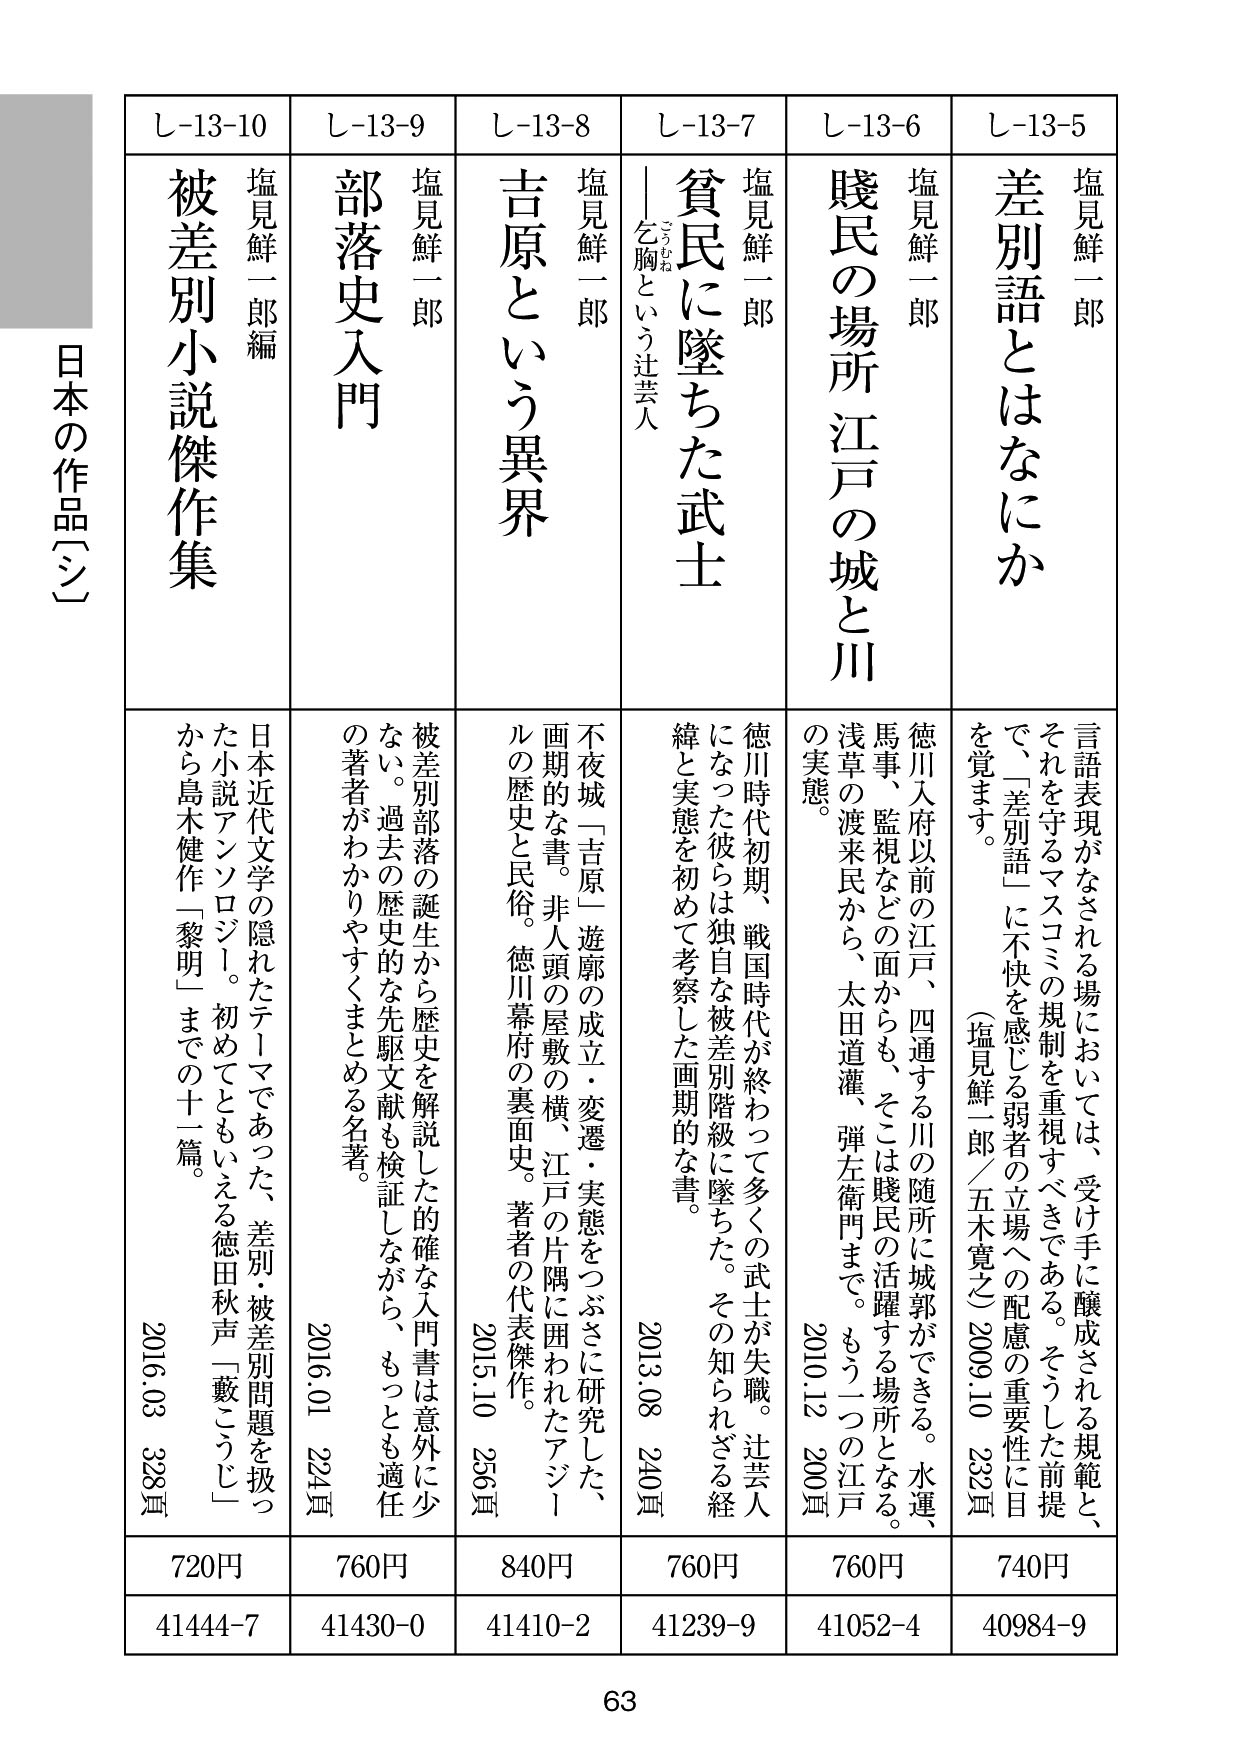 し-13-5
塩見鮮一郎
差別語とはなにか
言語表現がなされる場においては、受け手に醸成される規範と、
それを守るマスコミの規制を重視すべきである。そうした前提
で、「差別語」に不快を感じる弱者の立場への配慮の重要性に目
を覚ます。（塩見鮮一郎／五木寛之）2009.10 232頁
740円
40984-9
し-13-6
塩見鮮一郎
賤民の場所 江戸の城と川
徳川入府以前の江戸、四通する川の随所に城郭ができる。水運、
馬事、監視などの面からも、そこは賤民の活躍する場所となる。
浅草の渡来民から、太田道灌、弾左衛門まで。もう一つの江戸
の実態。 2010.12 200頁
760円
41052-4
し-13-7
塩見鮮一郎
貧民に墜ちた武士
――乞胸という辻芸人
ごうむね
徳川時代初期、戦国時代が終わって多くの武士が失職。辻芸人
になった彼らは独自な被差別階級に墜ちた。その知られざる経
緯と実態を初めて考察した画期的な書。
2013.08 240頁
760円
41239-9
し-13-8
塩見鮮一郎
吉原という異界
不夜城「吉原」遊廓の成立・変遷・実態をつぶさに研究した、
画期的な書。非人頭の屋敷の横、江戸の片隅に囲われたアジー
ルの歴史と民俗。徳川幕府の裏面史。著者の代表傑作。
2015.10 256頁
840円
41410-2
し-13-9
塩見鮮一郎
部落史入門
被差別部落の誕生から歴史を解説した的確な入門書は意外に少
ない。過去の歴史的な先駆文献も検証しながら、もっとも適任
の著者がわかりやすくまとめる名著。
2016.01 224頁
760円
41430-0
し-13-10
塩見鮮一郎編
被差別小説傑作集
日本近代文学の隠れたテーマであった、差別・被差別問題を扱っ
た小説アンソロジー。初めてともいえる徳田秋声「藪こうじ」
から島木健作「黎明」までの十一篇。
2016.03 328頁
720円
41444-7
日本の作品〔シ〕
63